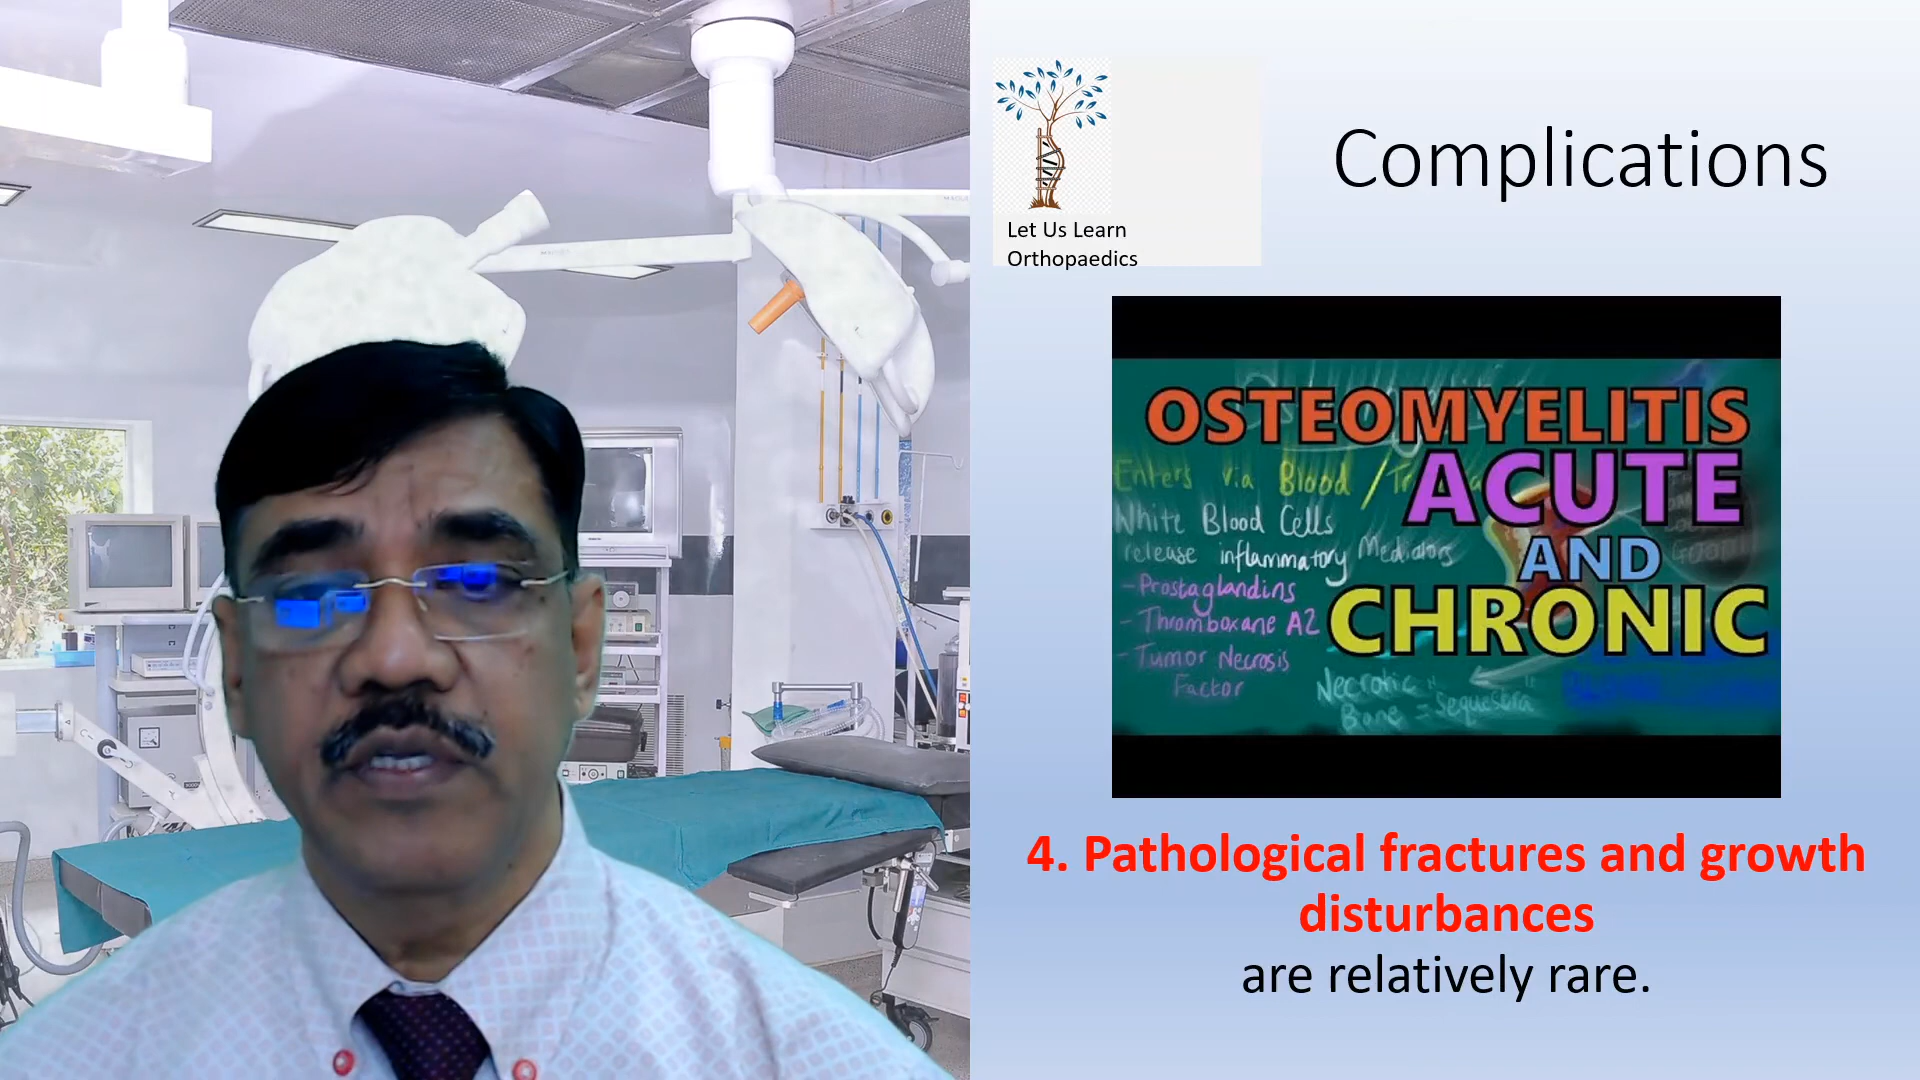 Let Us Learn
Orthopaedics
Complications
OSTEOMYELITIS
Enters via Blood /
ACUTE
White Blood Cells
release inflammatory Mediators
AND
- Prostaglandins
- Thromboxane A2
CHRONIC
- Tumor Necrosis
Factor
Necrotic
Bone = Sequestra
4. Pathological fractures and growth
disturbances
are relatively rare.